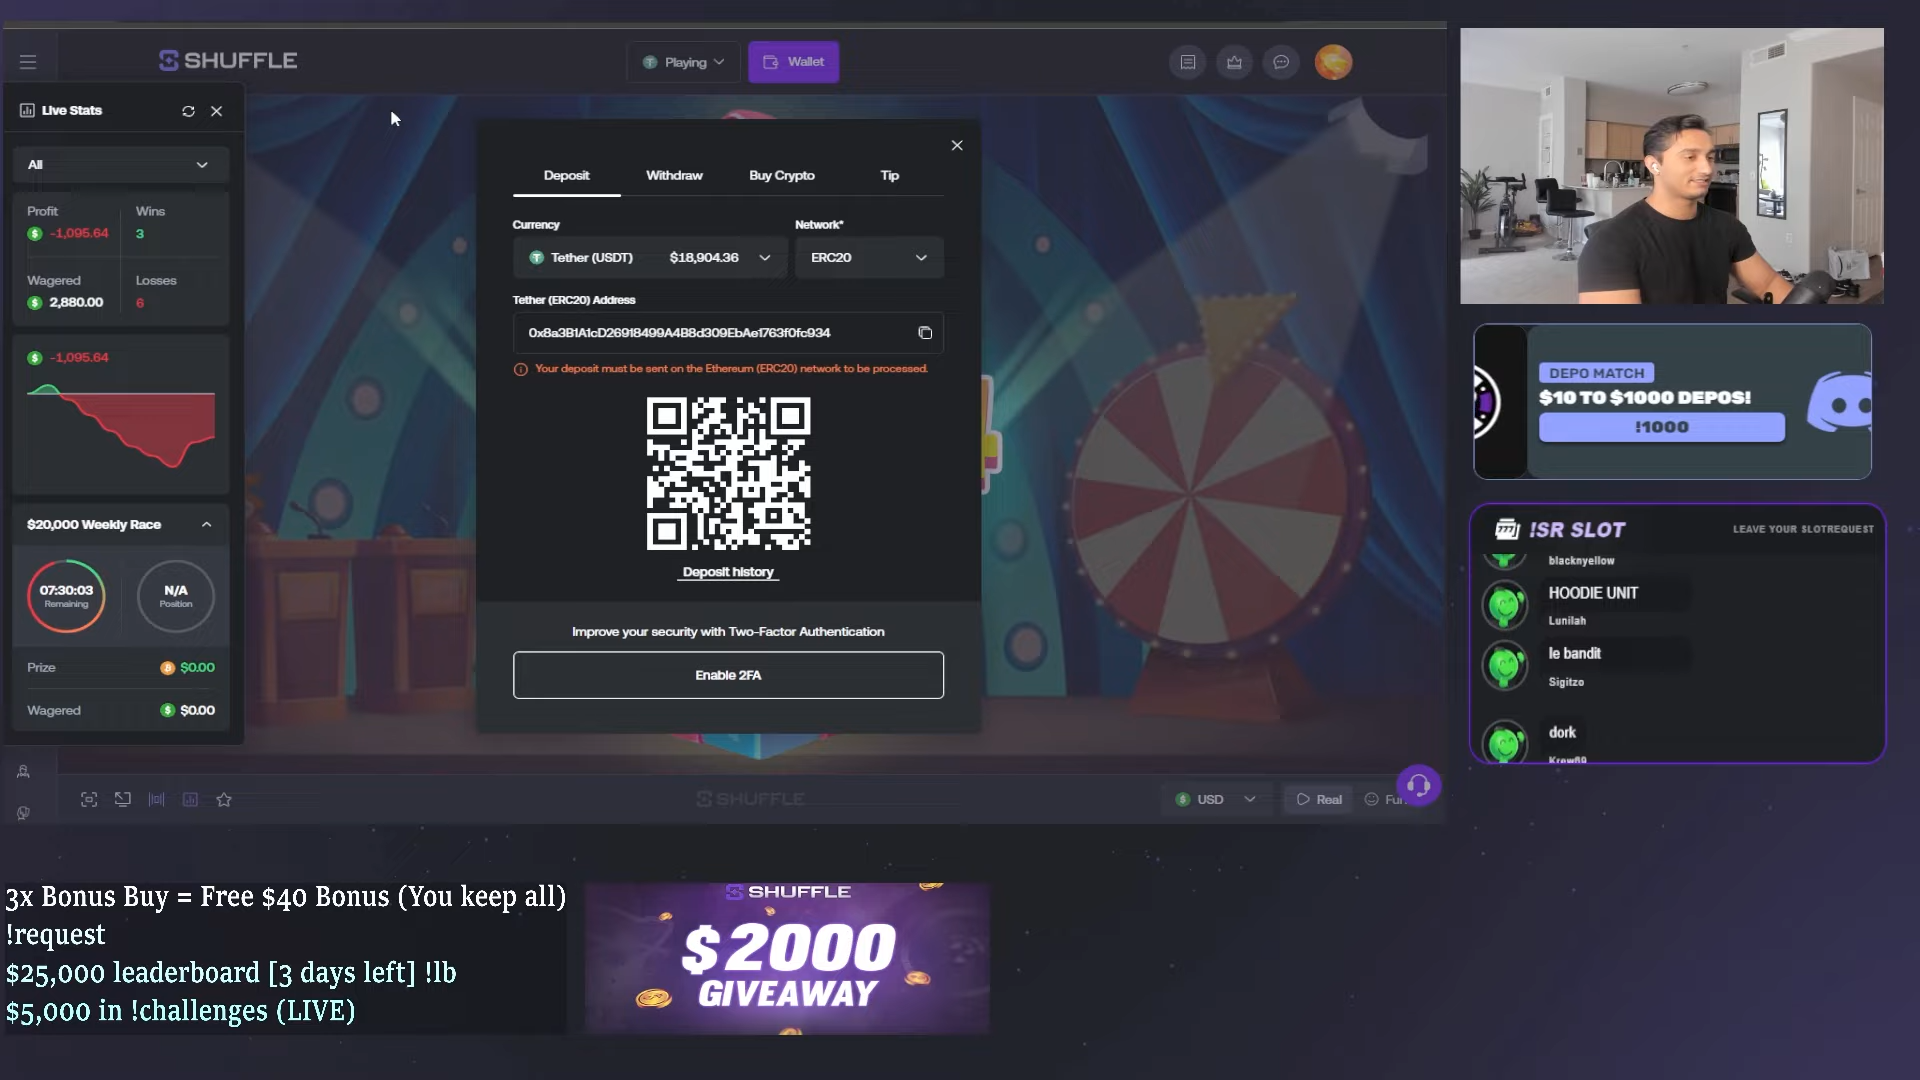 SHUFFLE
Playing
Wallet
Live Stats
All
Profit
-1,095.64
Wins
3
Wagered
2,880.00
Losses
6
-1,095.64
$20,000 Weekly Race
07:30:03
Remaining
N/A
Position
Prize
$0.00
Wagered
$0.00
Deposit
Withdraw
Buy Crypto
Tip
Currency
Network*
Tether (USDT)
$18,904.36
ERC20
Tether (ERC20) Address
0x8a3B1A1cD26918499A4B8d309EbAe1763f0fc934
Your deposit must be sent on the Ethereum (ERC20) network to be processed.
Deposit history
Improve your security with Two-Factor Authentication
Enable 2FA
SHUFFLE
USD
Real
DEPO MATCH
$10 TO $1000 DEPOS!
!1000
!SR SLOT
LEAVE YOUR SLOTREQUEST
blacknyellow
HOODIE UNIT
Lunilah
le bandit
Sigitzo
dork
Krow69
3x Bonus Buy = Free $40 Bonus (You keep all)
!request
$25,000 leaderboard [3 days left] !lb
$5,000 in !challenges (LIVE)
SHUFFLE
$2000
GIVEAWAY